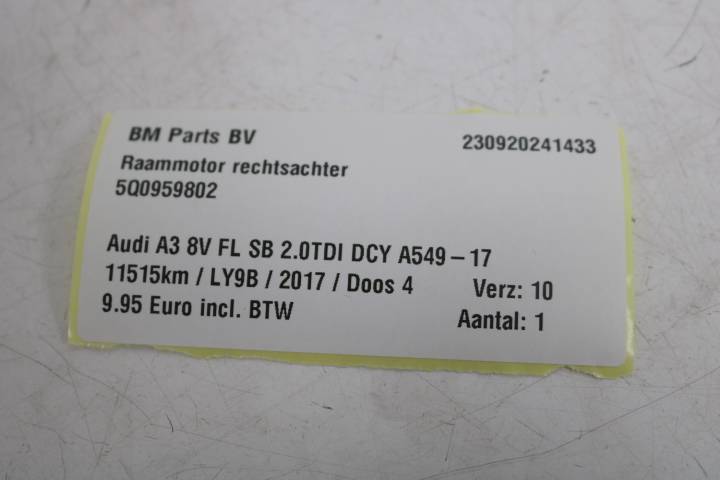 BM Parts BV 230920241433
Raammotor rechtsachter
5Q0959802
Audi A3 8V FL SB 2.0TDI DCY A549-17
11515km / LY9B / 2017 / Doos 4 Verz: 10
9.95 Euro incl. BTW Aantal: 1